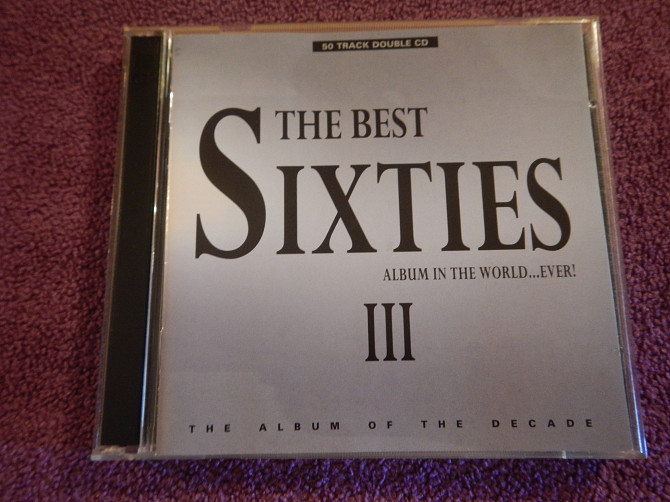 50 TRACK DOUBLE CD
THE BEST
SIXTIES
ALBUM IN THE WORLD...EVER!
III
THE ALBUM OF THE DECADE